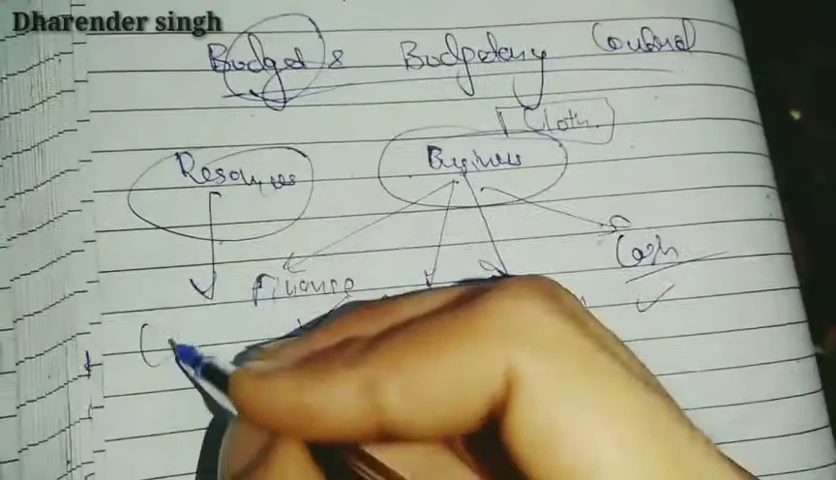 Dharender singh
Budget & Budgetary Control
Cloth
Resources Business
Cash
Finance